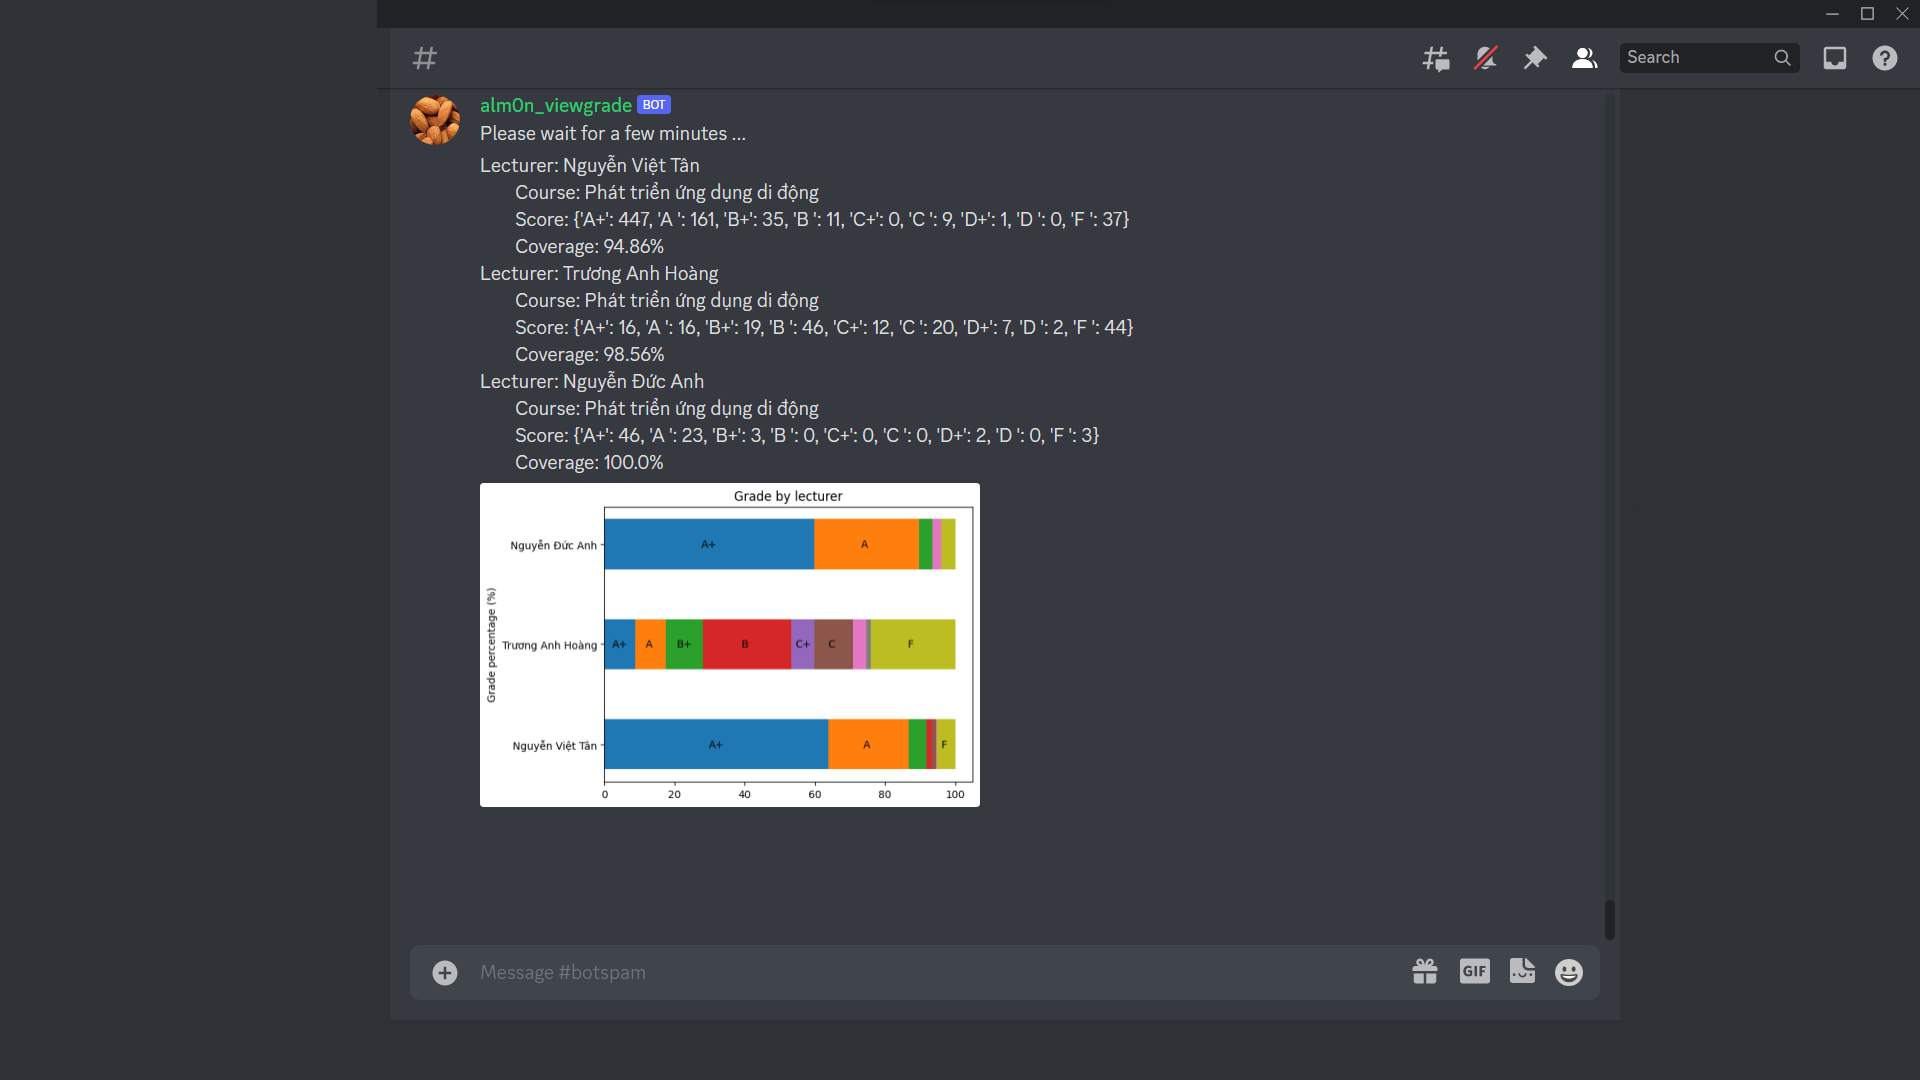 Search
alm0n_viewgrade BOT
Please wait for a few minutes ...
Lecturer: Nguyễn Việt Tân
Course: Phát triển ứng dụng di động
Score: {'A+': 447, 'A ': 161, 'B+': 35, 'B ': 11, 'C+': 0, 'C ': 9, 'D+': 1, 'D ': 0, 'F ': 37}
Coverage: 94.86%
Lecturer: Trương Anh Hoàng
Course: Phát triển ứng dụng di động
Score: {'A+': 16, 'A ': 16, 'B+': 19, 'B ': 46, 'C+': 12, 'C ': 20, 'D+': 7, 'D ': 2, 'F ': 44}
Coverage: 98.56%
Lecturer: Nguyễn Đức Anh
Course: Phát triển ứng dụng di động
Score: {'A+': 46, 'A ': 23, 'B+': 3, 'B ': 0, 'C+': 0, 'C ': 0, 'D+': 2, 'D ': 0, 'F ': 3}
Coverage: 100.0%
Grade by lecturer
Grade percentage (%)
Nguyễn Đức Anh A+ A
Trương Anh Hoàng A+ A B+ B C+ C F
Nguyễn Việt Tân A+ A F
0 20 40 60 80 100
Message #botspam
GIF